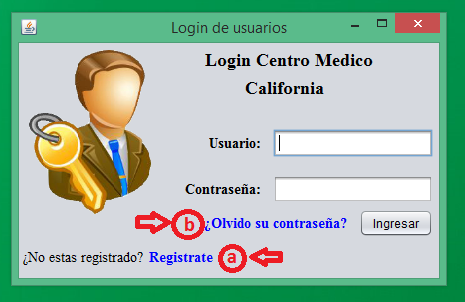 Login de usuarios
Login Centro Medico
California
Usuario:
Contraseña:
b ¿Olvido su contraseña? Ingresar
¿No estas registrado? Registrate a